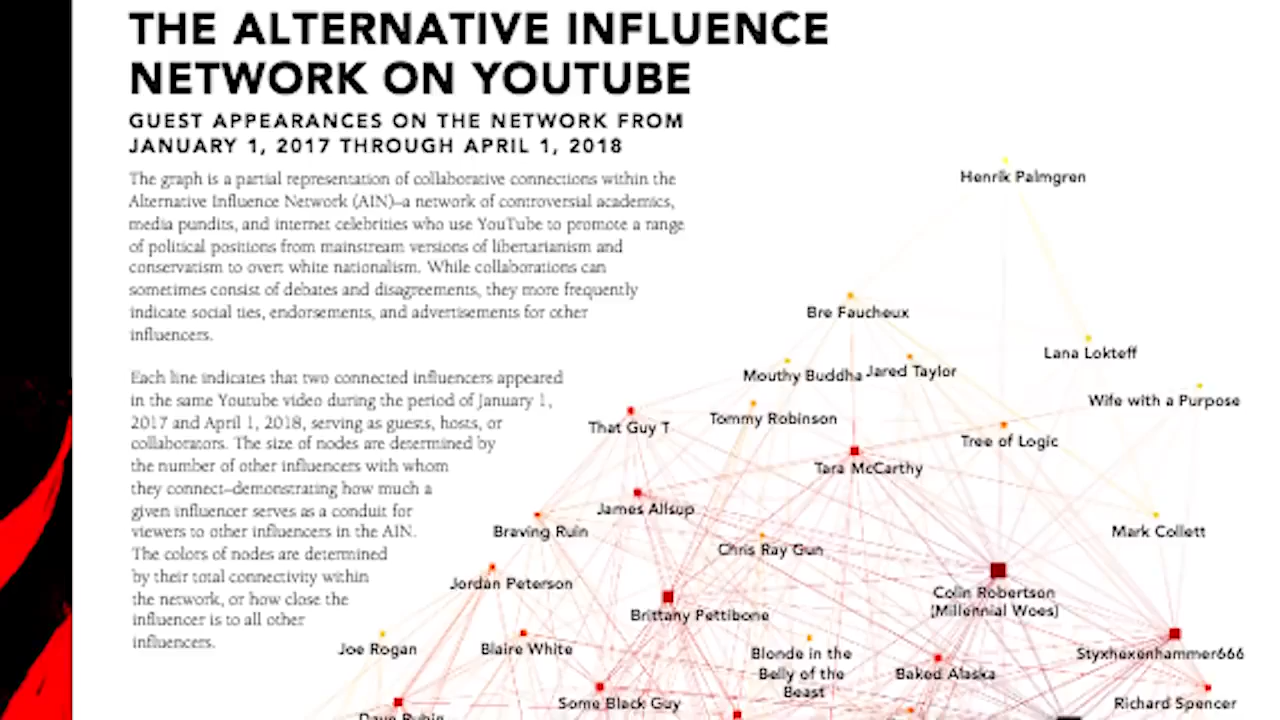 THE ALTERNATIVE INFLUENCE
NETWORK ON YOUTUBE
GUEST APPEARANCES ON THE NETWORK FROM
JANUARY 1, 2017 THROUGH APRIL 1, 2018
The graph is a partial representation of collaborative connections within the
Alternative Influence Network (AIN)–a network of controversial academics,
media pundits, and internet celebrities who use YouTube to promote a range
of political positions from mainstream versions of libertarianism and
conservatism to overt white nationalism. While collaborations can
sometimes consist of debates and disagreements, they more frequently
indicate social ties, endorsements, and advertisements for other
influencers.
Each line indicates that two connected influencers appeared
in the same Youtube video during the period of January 1,
2017 and April 1, 2018, serving as guests, hosts, or
collaborators. The size of nodes are determined by
the number of other influencers with whom
they connect–demonstrating how much a
given influencer serves as a conduit for
viewers to other influencers in the AIN.
The colors of nodes are determined
by their total connectivity within
the network, or how close the
influencer is to all other
influencers.
Henrik Palmgren
Bre Faucheux
Lana Lokteff
Mouthy Buddha
Jared Taylor
Wife with a Purpose
Tommy Robinson
That Guy T
Tree of Logic
Tara McCarthy
James Allsup
Braving Ruin
Mark Collett
Chris Ray Gun
Jordan Peterson
Colin Robertson
(Millennial Woes)
Brittany Pettibone
Joe Rogan
Blaire White
Blonde in the
Belly of the
Beast
Styxhexenhammer666
Baked Alaska
Some Black Guy
Richard Spencer
Dave Rubin